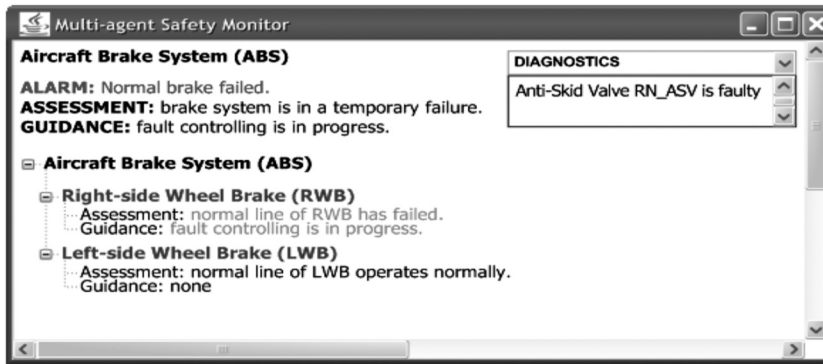 Multi-agent Safety Monitor
Aircraft Brake System (ABS)
DIAGNOSTICS
ALARM: Normal brake failed.
Anti-Skid Valve RN_ASV is faulty
ASSESSMENT: brake system is in a temporary failure.
GUIDANCE: fault controlling is in progress.
Aircraft Brake System (ABS)
Right-side Wheel Brake (RWB)
Assessment: normal line of RWB has failed.
Guidance: fault controlling is in progress.
Left-side Wheel Brake (LWB)
Assessment: normal line of LWB operates normally.
Guidance: none